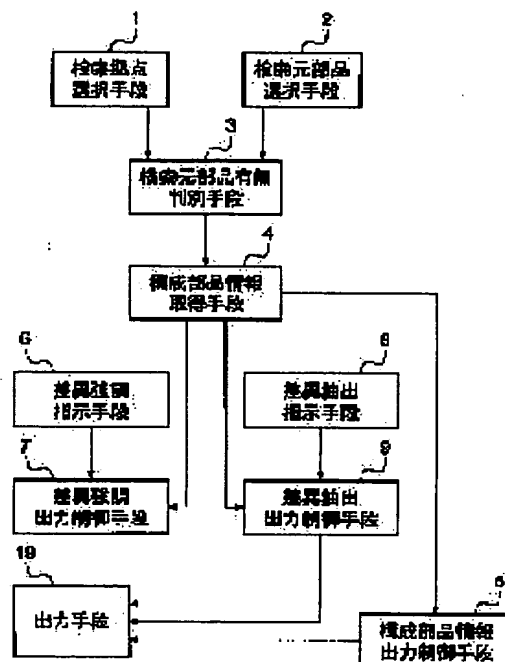 1
2
検索拠点
選択手段
検索元部品
選択手段
3
検索元部品有無
判別手段
4
構成部品情報
取得手段
6
差異強調
指示手段
8
差異抽出
指示手段
7
差異強調
出力制御手段
9
差異抽出
出力制御手段
19
出力手段
5
構成部品情報
出力制御手段